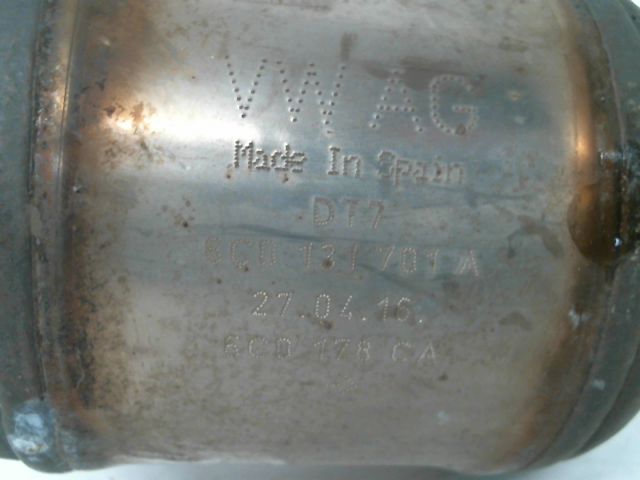 VW AG
Made In Spain
DT7
6C0 131 701 A
27.04.16.
6C0 178 CA